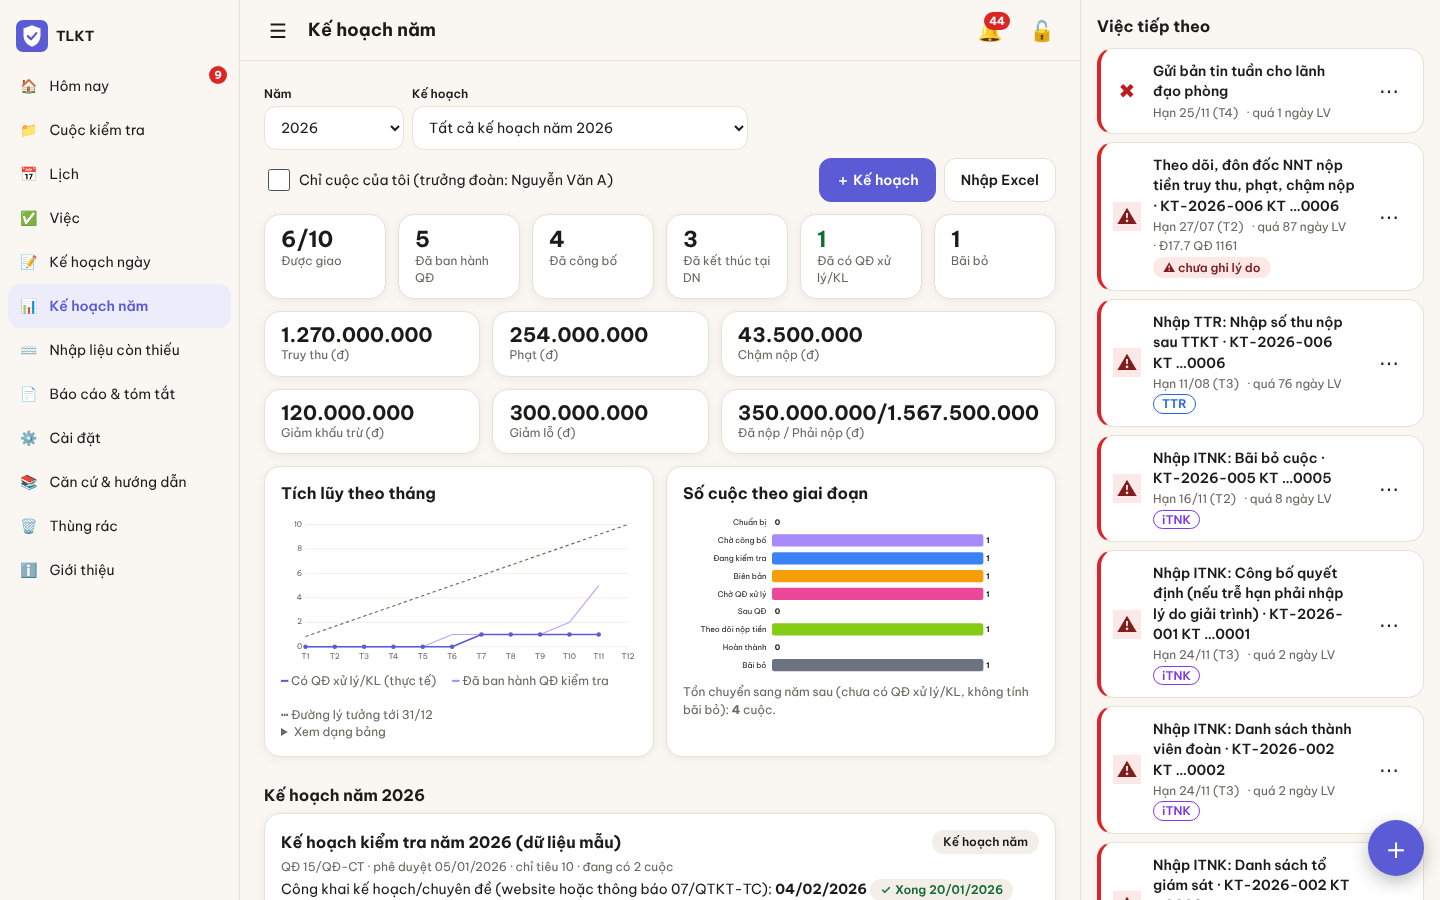 TLKT
Hôm nay
9
Cuộc kiểm tra
Lịch
Việc
Kế hoạch ngày
Kế hoạch năm
Nhập liệu còn thiếu
Báo cáo & tóm tắt
Cài đặt
Căn cứ & hướng dẫn
Thùng rác
Giới thiệu
☰ Kế hoạch năm
44
Năm
2026
Kế hoạch
Tất cả kế hoạch năm 2026
Chỉ cuộc của tôi (trưởng đoàn: Nguyễn Văn A)
+ Kế hoạch
Nhập Excel
6/10
Được giao
5
Đã ban hành
QĐ
4
Đã công bố
3
Đã kết thúc tại
DN
1
Đã có QĐ xử
lý/KL
1
Bãi bỏ
1.270.000.000
Truy thu (đ)
254.000.000
Phạt (đ)
43.500.000
Chậm nộp (đ)
120.000.000
Giảm khấu trừ (đ)
300.000.000
Giảm lỗ (đ)
350.000.000/1.567.500.000
Đã nộp / Phải nộp (đ)
Tích lũy theo tháng
10
8
6
4
2
0
T1 T2 T3 T4 T5 T6 T7 T8 T9 T10 T11 T12
Có QĐ xử lý/KL (thực tế)
Đã ban hành QĐ kiểm tra
Đường lý tưởng tới 31/12
▶ Xem dạng bảng
Số cuộc theo giai đoạn
Chuẩn bị 0
Chờ công bố 1
Đang kiểm tra 1
Biên bản 1
Chờ QĐ xử lý 1
Sau QĐ 0
Theo dõi nộp tiền 1
Hoàn thành 0
Bãi bỏ 1
Tồn chuyển sang năm sau (chưa có QĐ xử lý/KL, không tính
bãi bỏ): 4 cuộc.
Kế hoạch năm 2026
Kế hoạch kiểm tra năm 2026 (dữ liệu mẫu)
Kế hoạch năm
QĐ 15/QĐ-CT · phê duyệt 05/01/2026 · chỉ tiêu 10 · đang có 2 cuộc
Công khai kế hoạch/chuyên đề (website hoặc thông báo 07/QTKT-TC): 04/02/2026 ✓ Xong 20/01/2026
Việc tiếp theo
Gửi bản tin tuần cho lãnh
đạo phòng
Hạn 25/11 (T4) · quá 1 ngày LV
...
Theo dõi, đôn đốc NNT nộp
tiền truy thu, phạt, chậm nộp
· KT-2026-006 KT ...0006
Hạn 27/07 (T2) · quá 87 ngày LV
· Đ17.7 QĐ 1161
⚠ chưa ghi lý do
...
Nhập TTR: Nhập số thu nộp
sau TTKT · KT-2026-006
KT ...0006
Hạn 11/08 (T3) · quá 76 ngày LV
TTR
...
Nhập ITNK: Bãi bỏ cuộc ·
KT-2026-005 KT ...0005
Hạn 16/11 (T2) · quá 8 ngày LV
iTNK
...
Nhập ITNK: Công bố quyết
định (nếu trễ hạn phải nhập
lý do giải trình) · KT-2026-
001 KT ...0001
Hạn 24/11 (T3) · quá 2 ngày LV
iTNK
...
Nhập ITNK: Danh sách thành
viên đoàn · KT-2026-002
KT ...0002
Hạn 24/11 (T3) · quá 2 ngày LV
iTNK
...
Nhập ITNK: Danh sách tổ
giám sát · KT-2026-002 KT
+